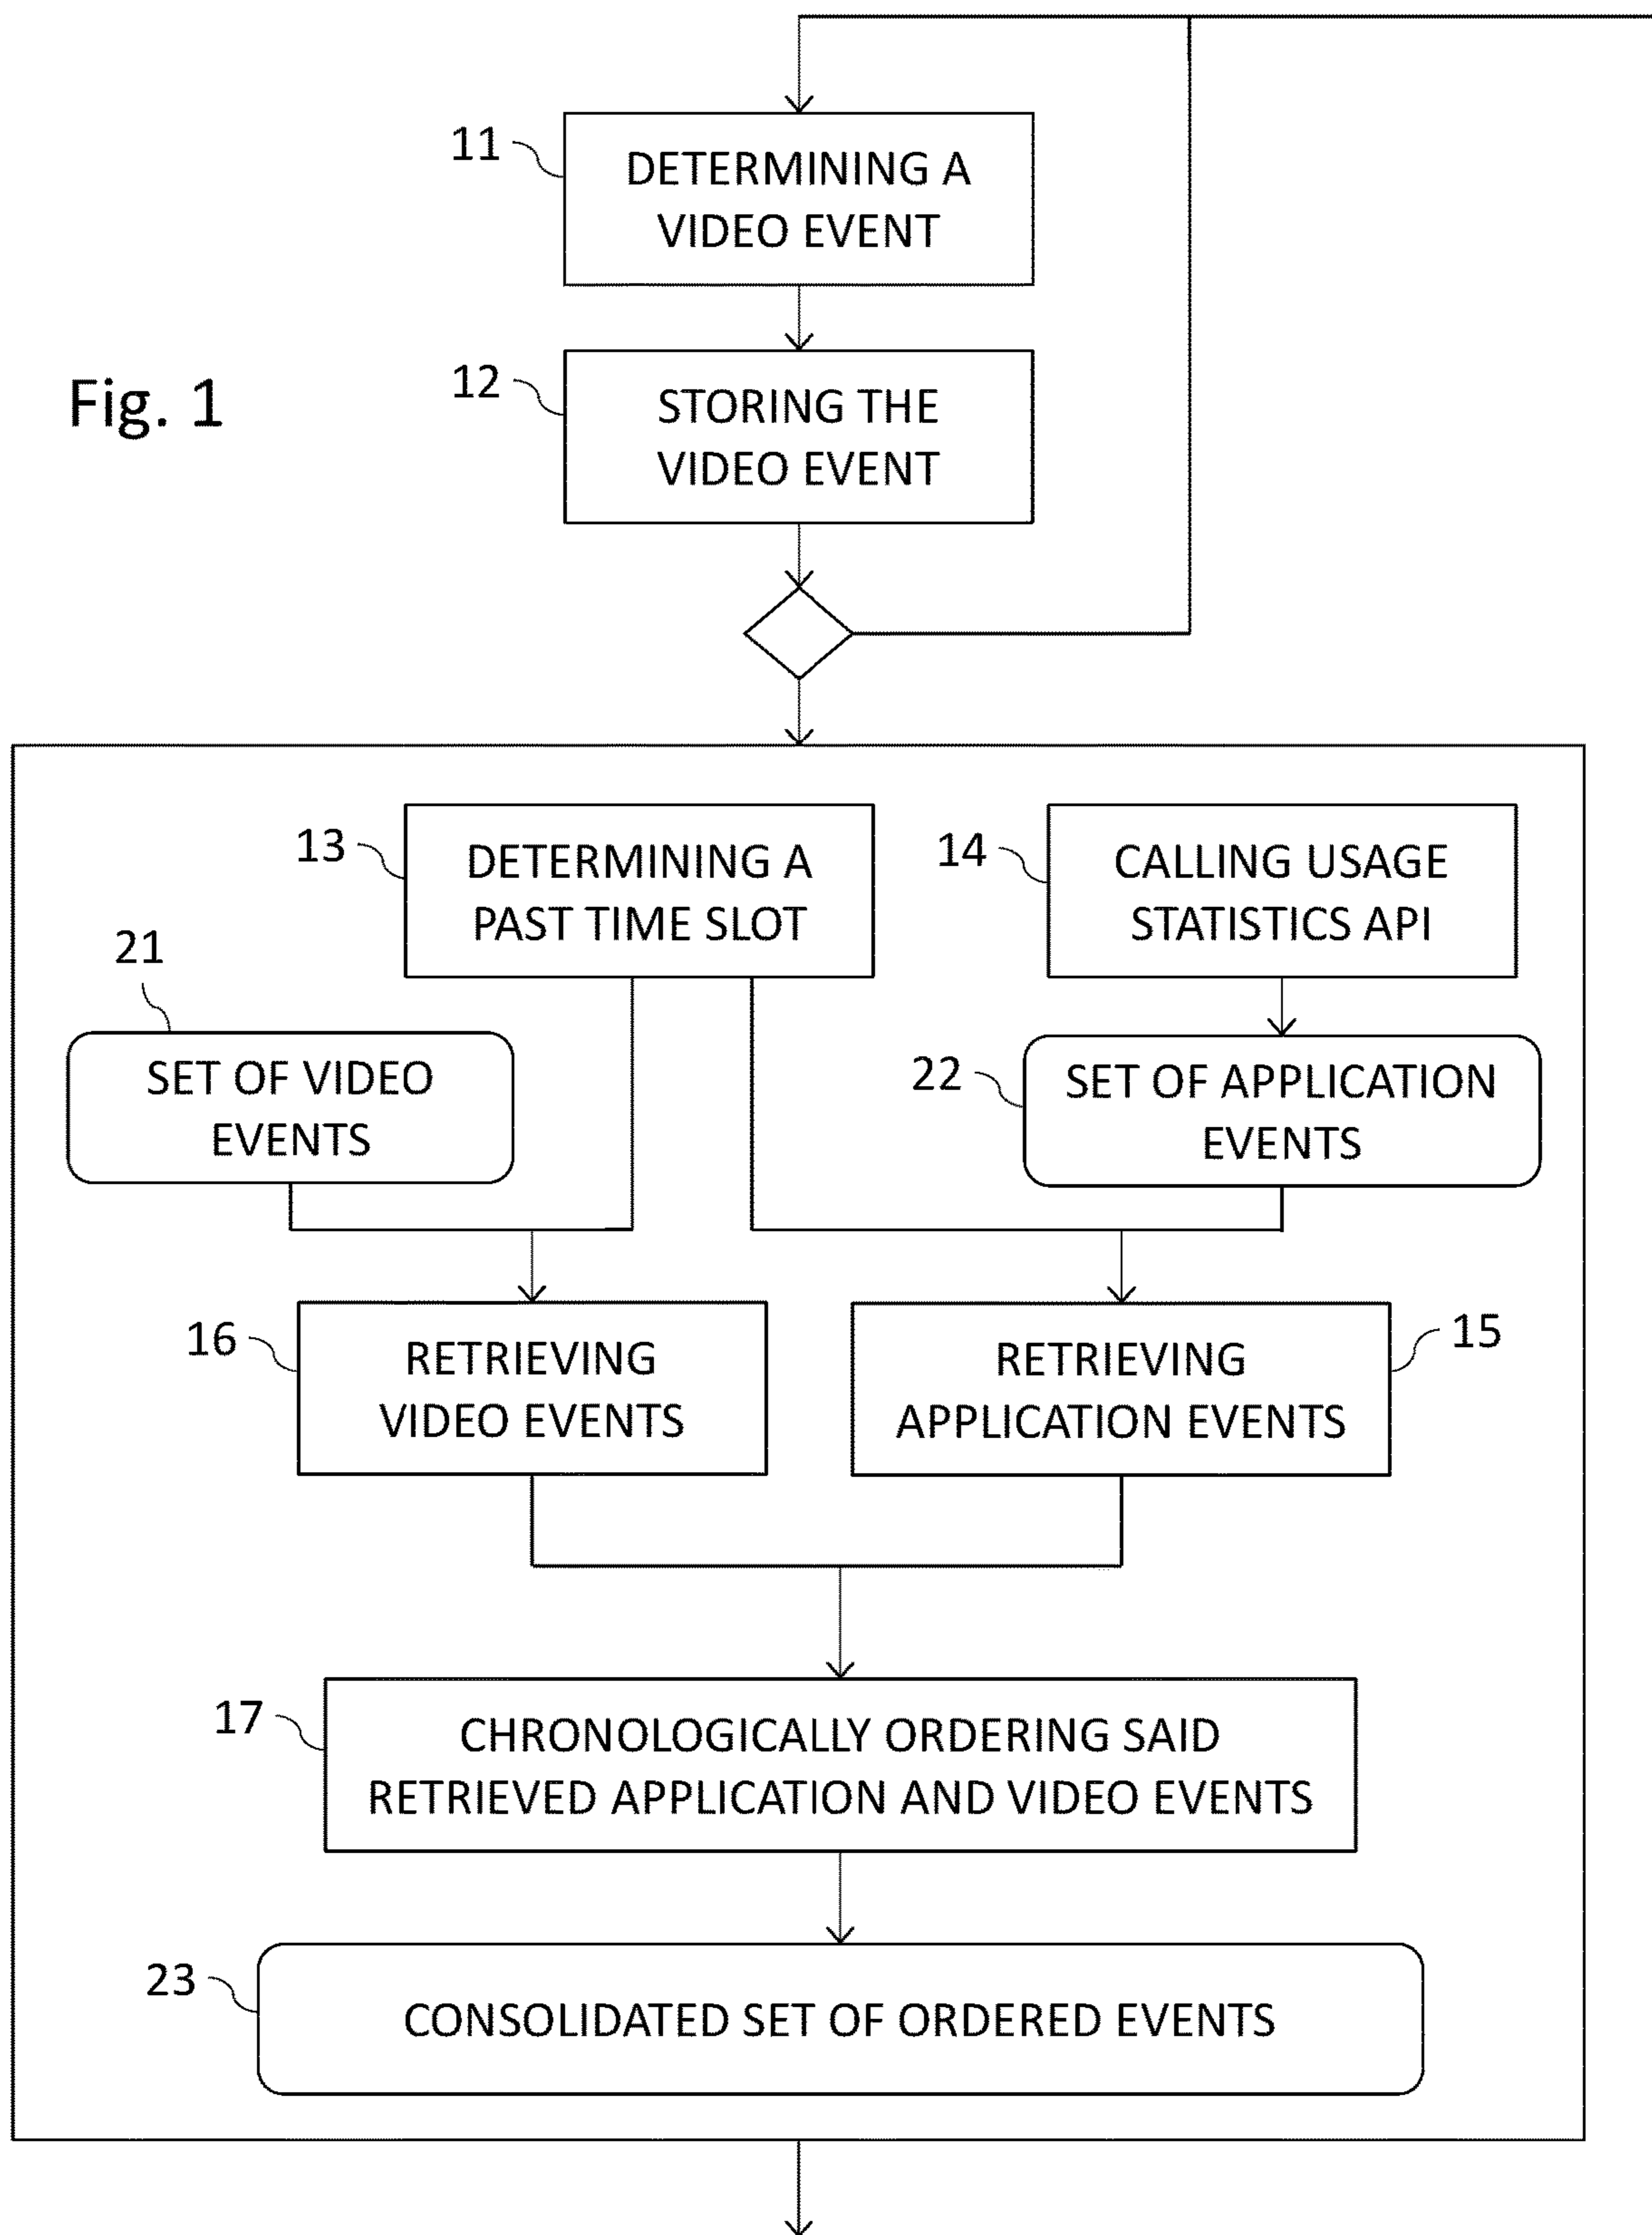 11
DETERMINING A
VIDEO EVENT
Fig. 1
12
STORING THE
VIDEO EVENT
13
DETERMINING A
PAST TIME SLOT
14
CALLING USAGE
STATISTICS API
21
SET OF VIDEO
EVENTS
22
SET OF APPLICATION
EVENTS
16
RETRIEVING
VIDEO EVENTS
RETRIEVING
APPLICATION EVENTS
15
17
CHRONOLOGICALLY ORDERING SAID
RETRIEVED APPLICATION AND VIDEO EVENTS
23
CONSOLIDATED SET OF ORDERED EVENTS